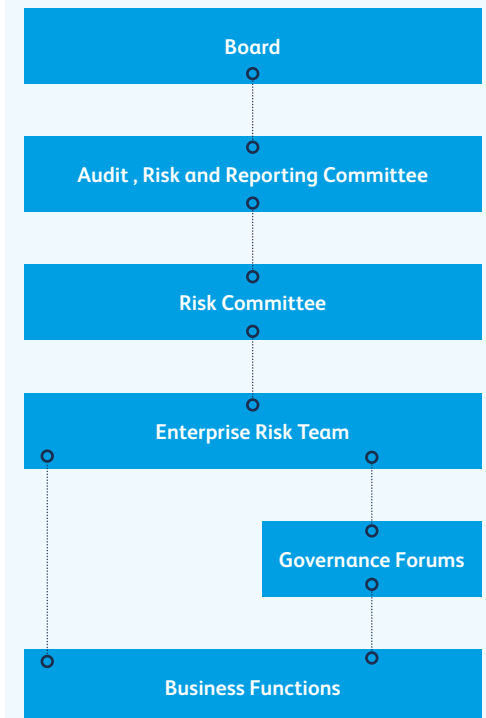 Board
Audit , Risk and Reporting Committee
Risk Committee
Enterprise Risk Team
Governance Forums
Business Functions